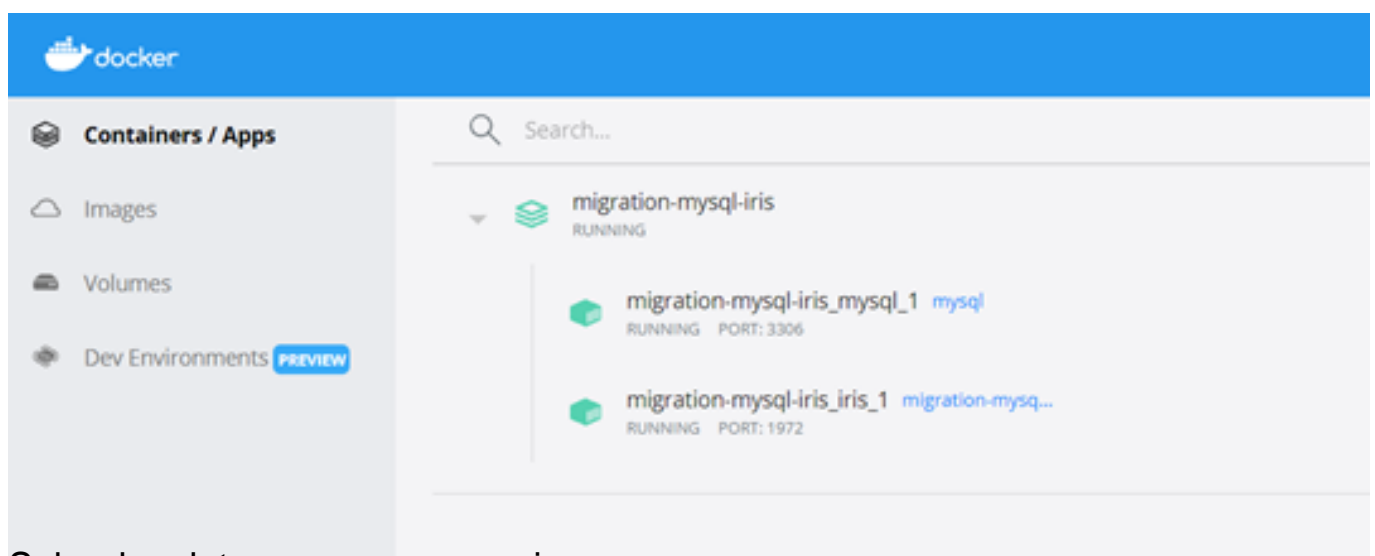 docker
Containers / Apps
Images
Volumes
Dev Environments PREVIEW
Search...
migration-mysql-iris
RUNNING
migration-mysql-iris_mysql_1 mysql
RUNNING PORT: 3306
migration-mysql-iris_iris_1 migration-mysq...
RUNNING PORT: 1972